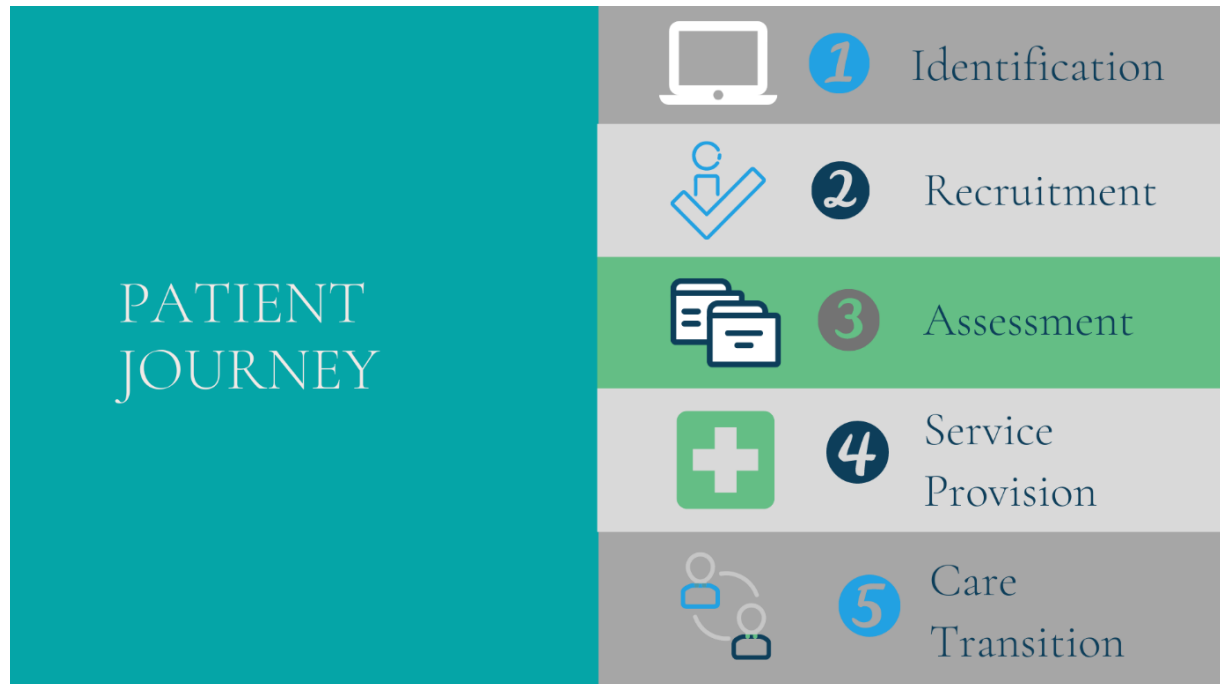 PATIENT
JOURNEY
1 Identification
2 Recruitment
3 Assessment
4 Service
Provision
5 Care
Transition